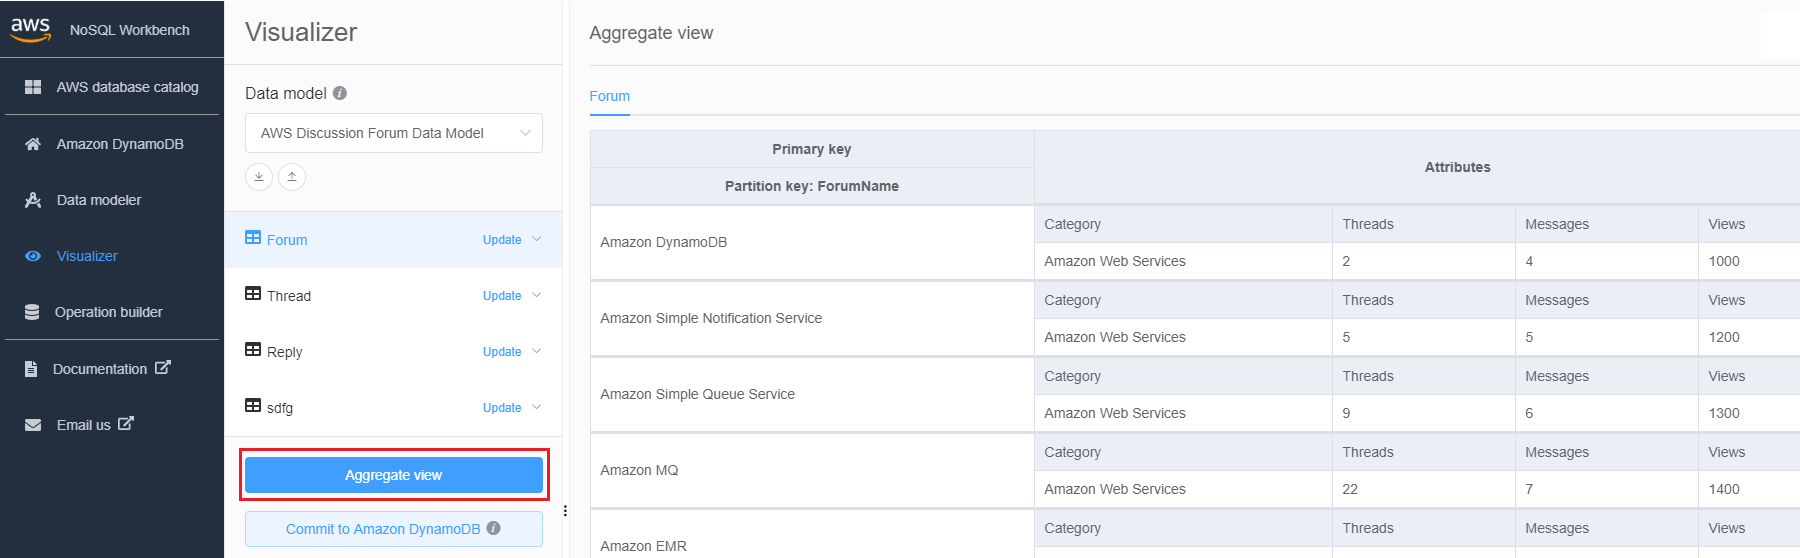 aws NoSQL Workbench
AWS database catalog
Amazon DynamoDB
Data modeler
Visualizer
Operation builder
Documentation
Email us
Visualizer
Data model
AWS Discussion Forum Data Model
Forum Update
Thread Update
Reply Update
sdfg Update
Aggregate view
Commit to Amazon DynamoDB
Aggregate view
Forum
Primary key
Attributes
Partition key: ForumName
Amazon DynamoDB
Category Threads Messages Views
Amazon Web Services 2 4 1000
Amazon Simple Notification Service
Category Threads Messages Views
Amazon Web Services 5 5 1200
Amazon Simple Queue Service
Category Threads Messages Views
Amazon Web Services 9 6 1300
Amazon MQ
Category Threads Messages Views
Amazon Web Services 22 7 1400
Amazon EMR
Category Threads Messages Views